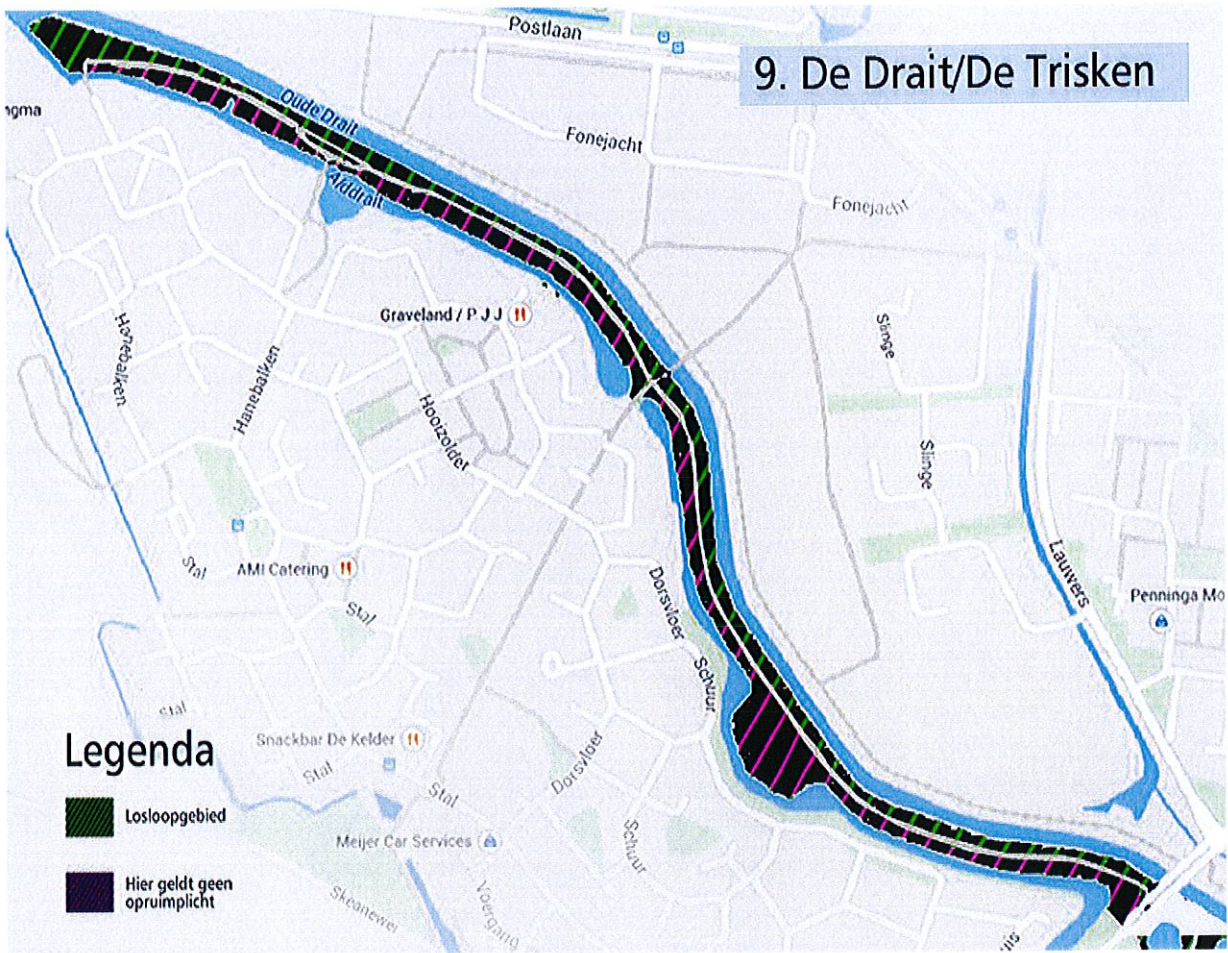 Postlaan
9. De Drait/De Trisken
ngma
Oude Drait
Fonejacht
Alddrait
Fonejacht
Graveland / P J J
Hanebalken
Hanebalken
Slinge
Hooizolder
Slinge
Stal
AMI Catering
Stal
Dorsvloer
Lauwers
Penninga Mo
Schuur
Stal
Legenda
Snackbar De Kelder
Stal
Dorsvloer
Stal
Losloopgebied
Meijer Car Services
Schuur
Hier geldt geen
opruimplicht
Skeanewei
Voergang